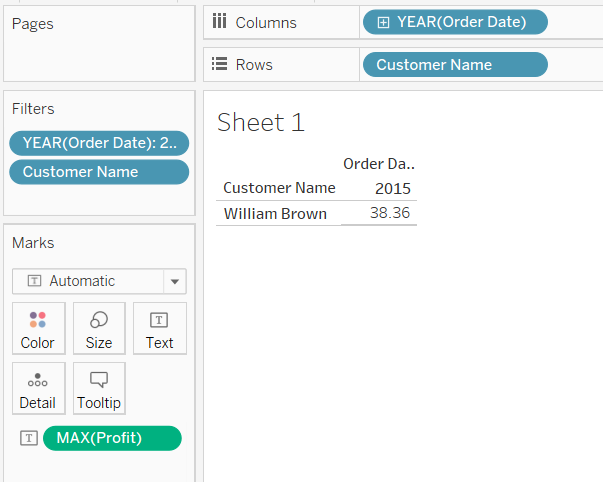 Pages
Columns
YEAR(Order Date)
Rows
Customer Name
Filters
YEAR(Order Date): 2..
Customer Name
Sheet 1
Order Da..
Customer Name 2015
William Brown 38.36
Marks
T Automatic
Color Size T Text
Detail Tooltip
T MAX(Profit)